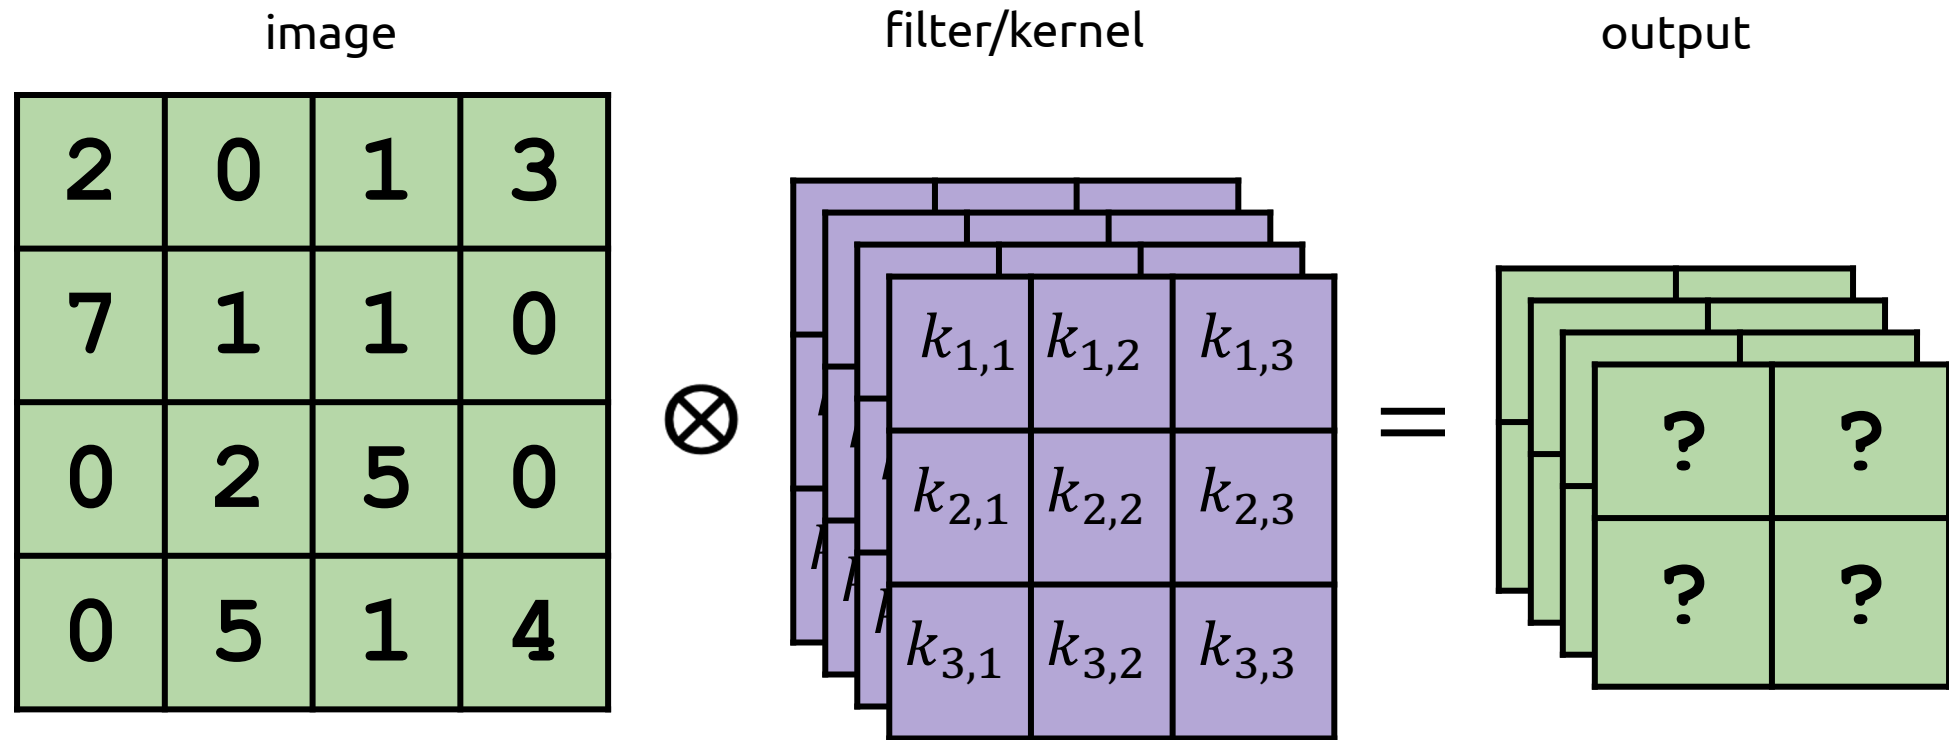 image filter/kernel output
2 0 1 3
7 1 1 0
0 2 5 0
0 5 1 4
⊗
k1,1 k1,2 k1,3
k2,1 k2,2 k2,3
k3,1 k3,2 k3,3
=
? ?
? ?